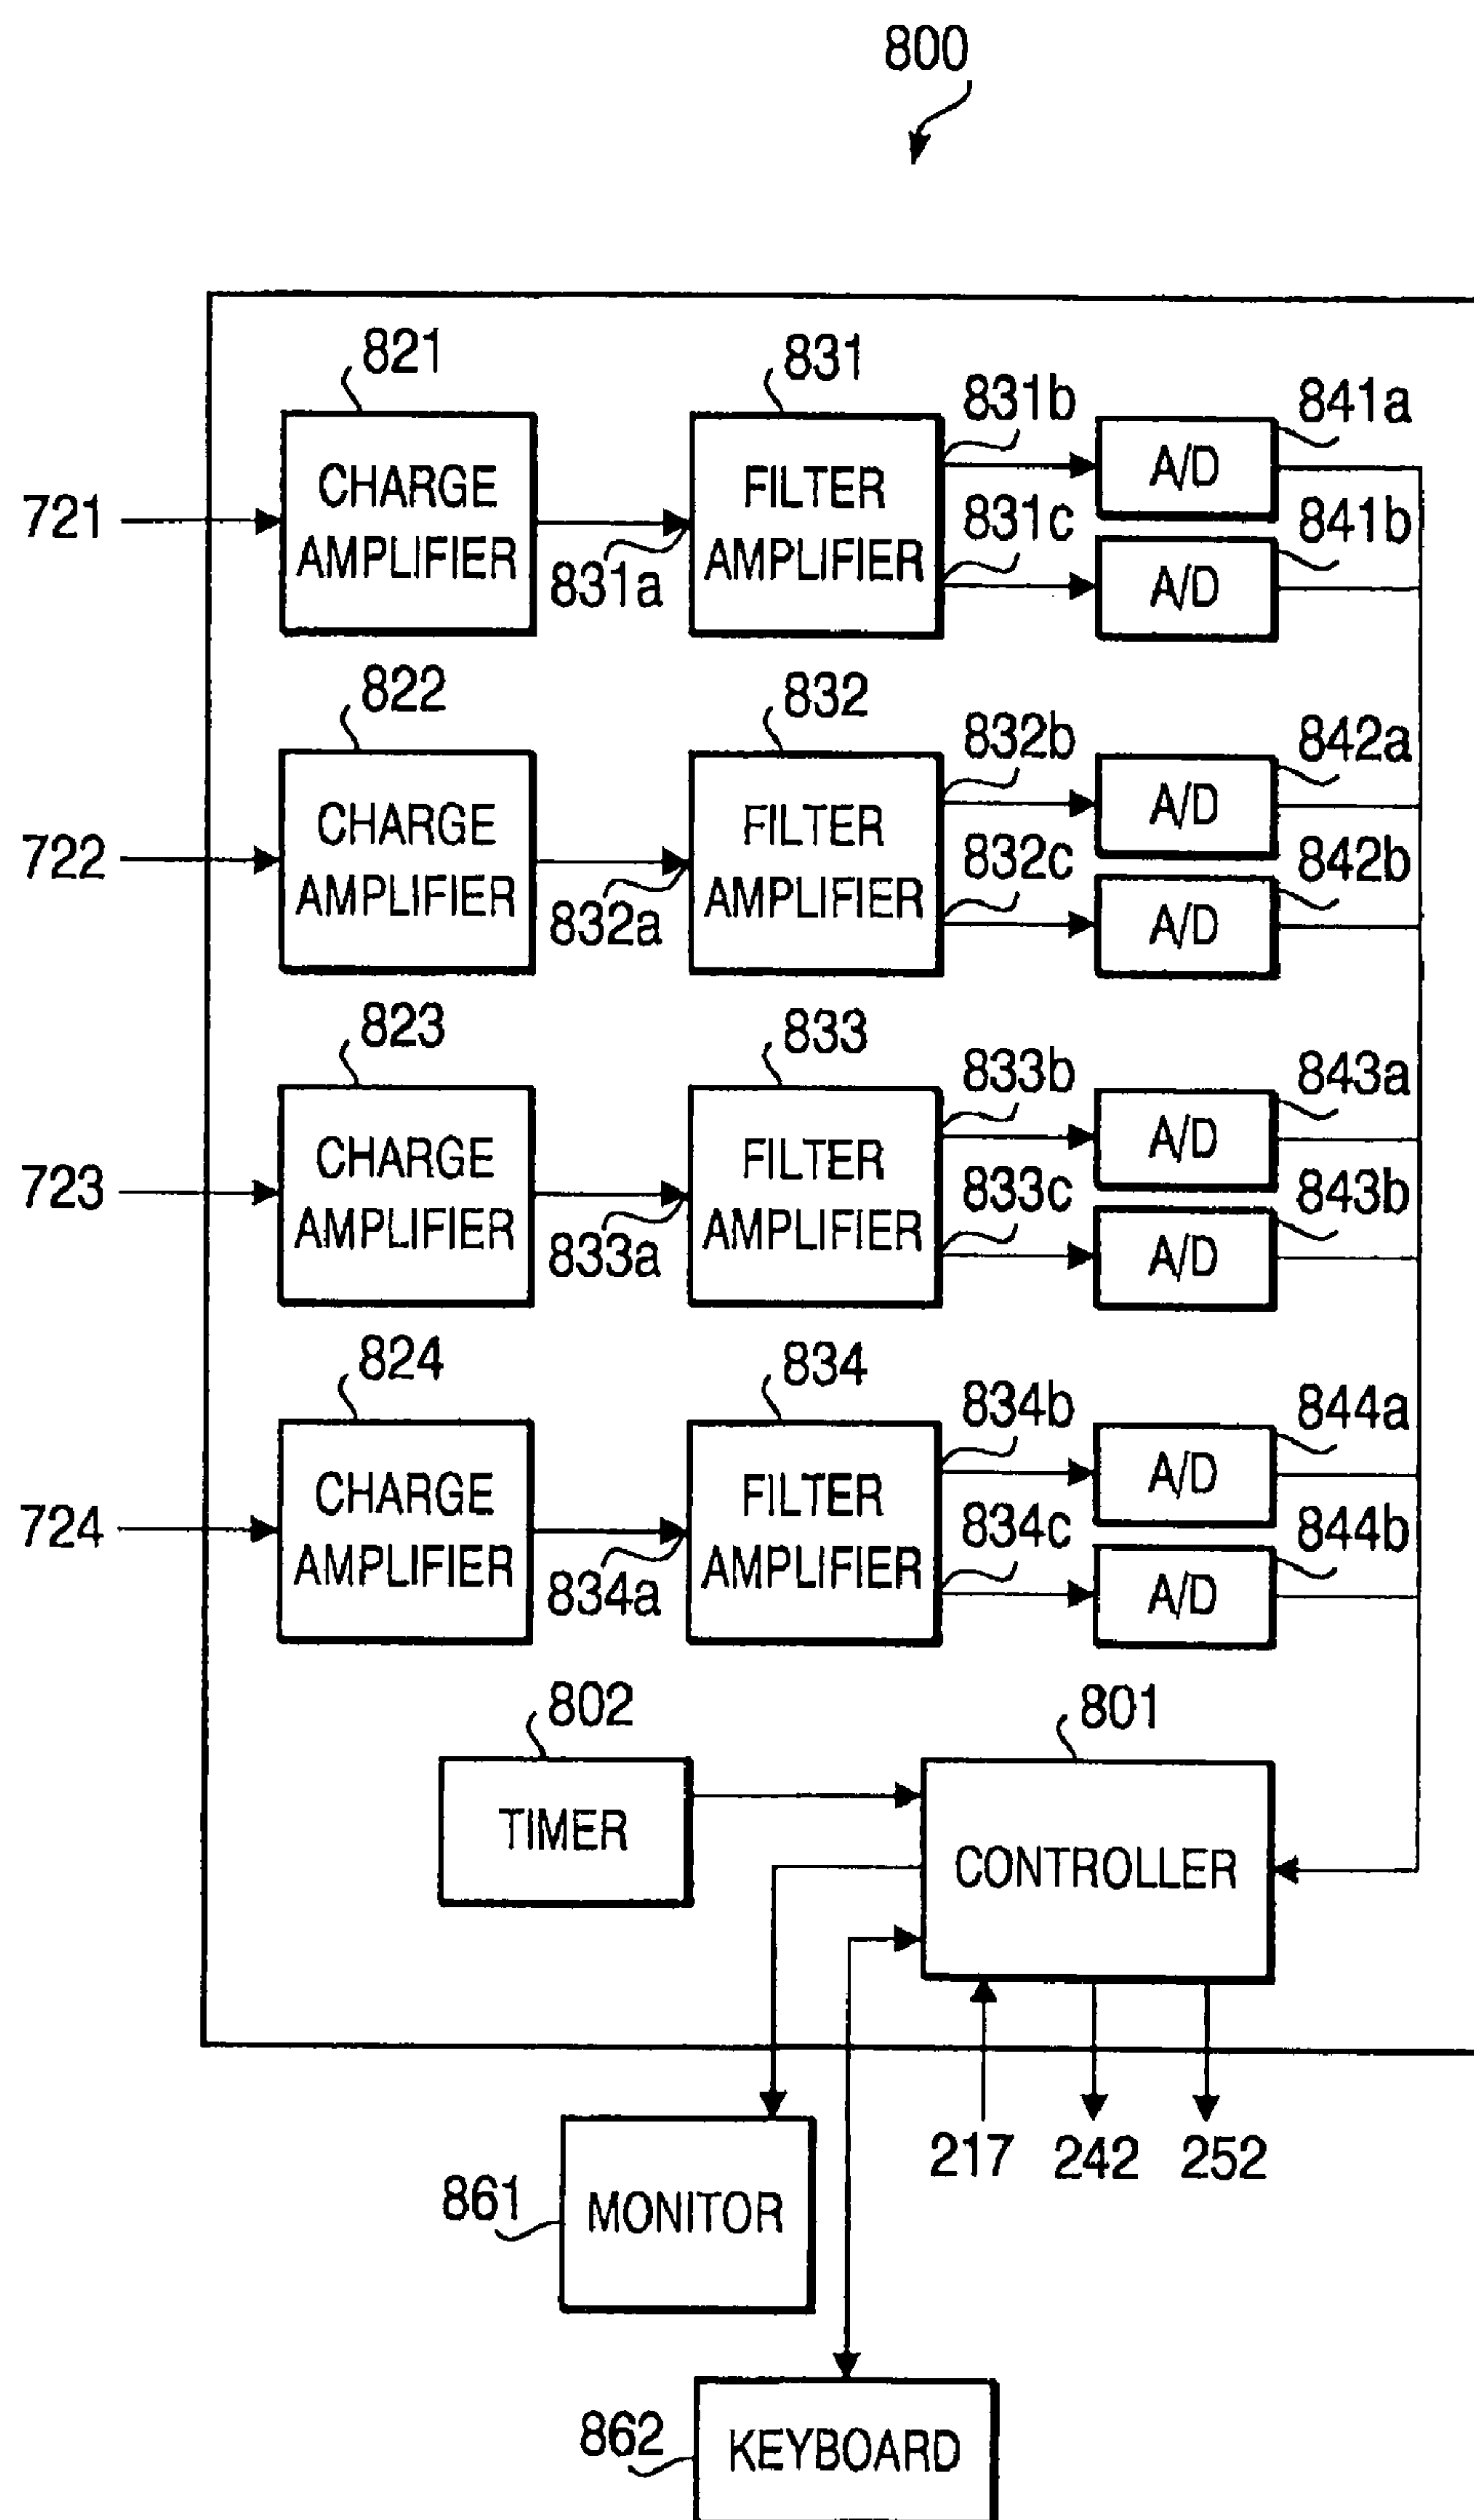 800
821
831
831b
841a
721
CHARGE
AMPLIFIER
831a
FILTER
AMPLIFIER
A/D
831c
841b
A/D
822
832
832b
842a
722
CHARGE
AMPLIFIER
832a
FILTER
AMPLIFIER
A/D
832c
842b
A/D
823
833
833b
843a
723
CHARGE
AMPLIFIER
833a
FILTER
AMPLIFIER
A/D
833c
843b
A/D
824
834
834b
844a
724
CHARGE
AMPLIFIER
834a
FILTER
AMPLIFIER
A/D
834c
844b
A/D
802
801
TIMER
CONTROLLER
217
242
252
861
MONITOR
862
KEYBOARD